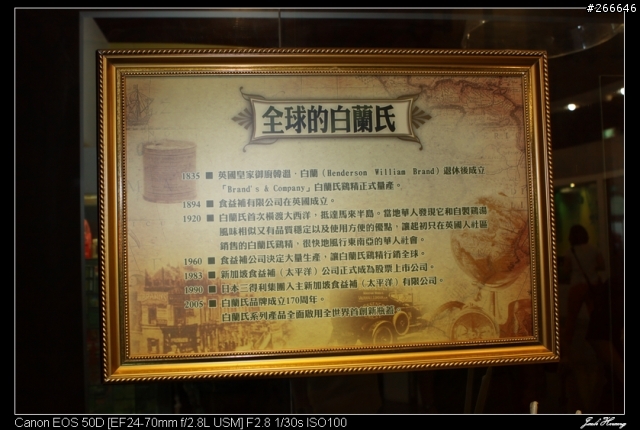 #266646
全球的白蘭氏
1835 ■ 英國皇家御廚韓遜．白蘭（Henderson William Brand）退休後成立
「Brand's & Company」白蘭氏雞精正式量產。
1894 ■ 食益補有限公司在英國成立。
1920 ■ 白蘭氏首次橫渡大西洋，抵達馬來半島。當地華人發現它和自製雞湯
風味相似又有品質穩定以及使用方便的優點，讓起初只在英國人社區
銷售的白蘭氏雞精，很快地風行東南亞的華人社會。
1960 ■ 食益補公司決定大量生產，讓白蘭氏雞精行銷全球。
1983 ■ 新加坡食益補（太平洋）公司正式成為股票上市公司。
1990 ■ 日本三得利集團入主新加坡食益補（太平洋）有限公司。
2005 ■ 白蘭氏品牌成立170周年。
白蘭氏系列產品全面啟用全世界首創新瓶蓋
Canon EOS 50D [EF24-70mm f/2.8L USM] F2.8 1/30s ISO100